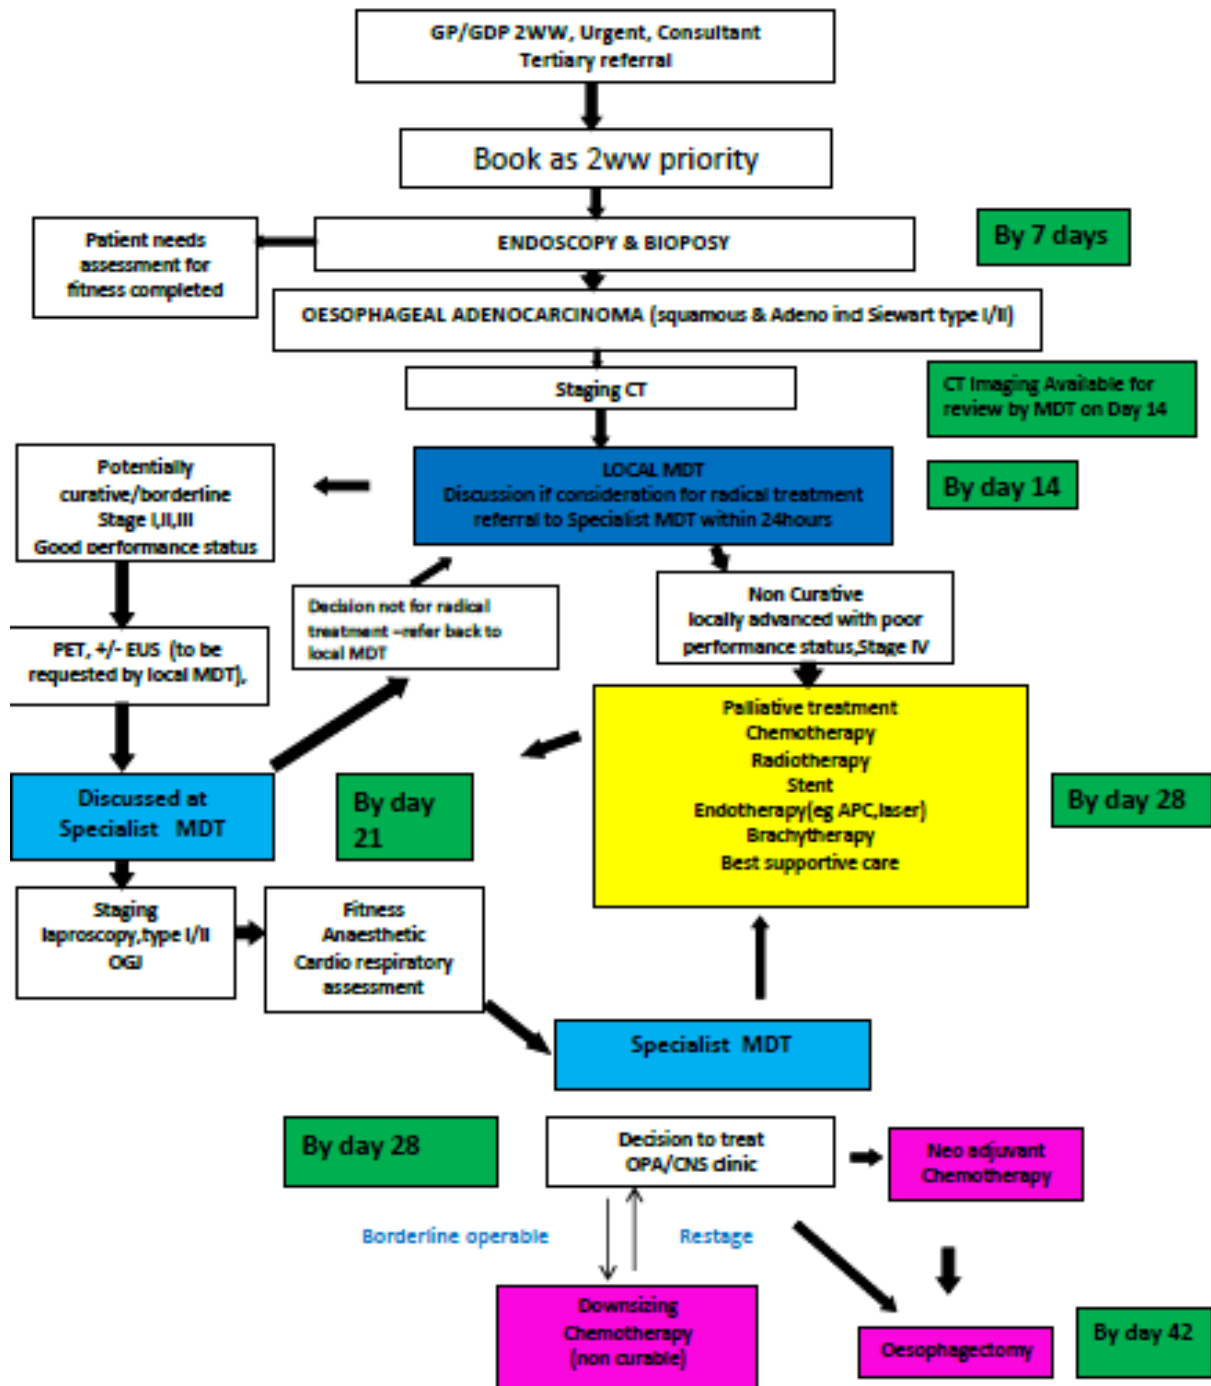 GP/GDP 2WW, Urgent, Consultant
Tertiary referral
Book as 2ww priority
Patient needs
assessment for
fitness completed
ENDOSCOPY & BIOPOSY
By 7 days
OESOPHAGEAL ADENOCARCINOMA (squamous & Adeno incl Siewart type I/II)
Staging CT
CT Imaging Available for
review by MDT on Day 14
Potentially
curative/borderline
Stage I,II,III
Good performance status
LOCAL MDT
Discussion if consideration for radical treatment
referral to Specialist MDT within 24hours
By day 14
Decision not for radical
treatment –refer back to
local MDT
Non Curative
locally advanced with poor
performance status,Stage IV
PET, +/- EUS (to be
requested by local MDT),
Palliative treatment
Chemotherapy
Radiotherapy
Stent
Endotherapy(eg APC,laser)
Brachytherapy
Best supportive care
Discussed at
Specialist MDT
By day
21
By day 28
Staging
laproscopy,type I/II
OGJ
Fitness
Anaesthetic
Cardio respiratory
assessment
Specialist MDT
By day 28
Decision to treat
OPA/CNS clinic
Neo adjuvant
Chemotherapy
Borderline operable
Restage
Downsizing
Chemotherapy
(non curable)
Oesophagectomy
By day 42